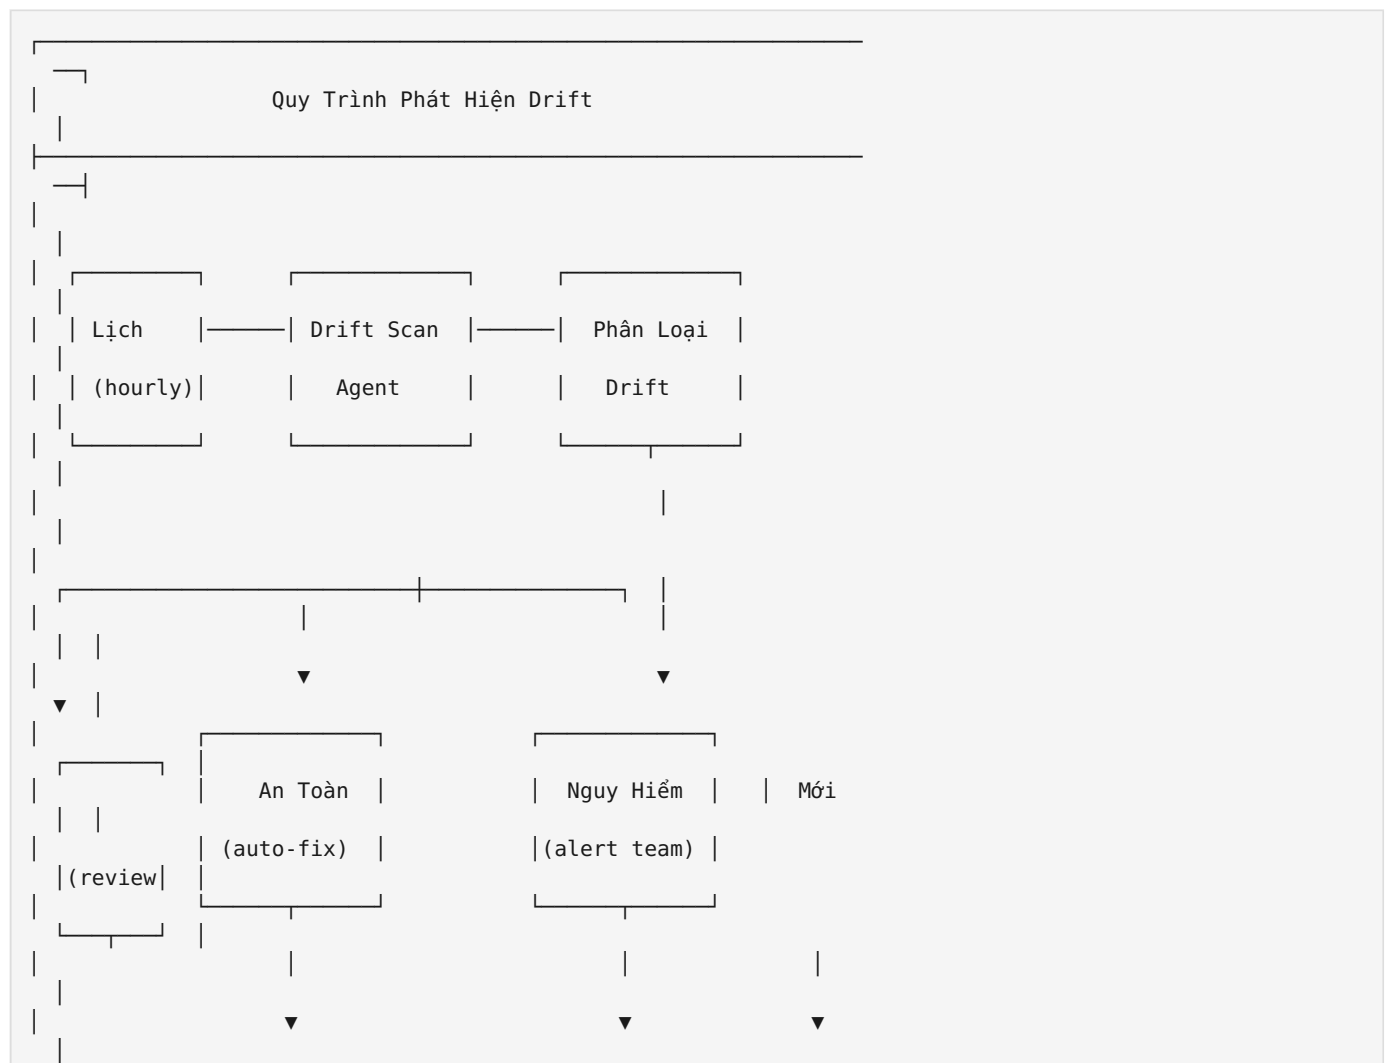 Quy Trình Phát Hiện Drift
Lịch Drift Scan Phân Loại
(hourly) Agent Drift
An Toàn Nguy Hiểm Mới
(auto-fix) (alert team)
(review